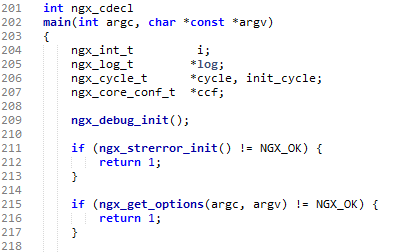 201 int ngx_cdecl
202 main(int argc, char *const *argv)
203 {
204     ngx_int_t         i;
205     ngx_log_t        *log;
206     ngx_cycle_t      *cycle, init_cycle;
207     ngx_core_conf_t  *ccf;
208
209     ngx_debug_init();
210
211     if (ngx_strerror_init() != NGX_OK) {
212         return 1;
213     }
214
215     if (ngx_get_options(argc, argv) != NGX_OK) {
216         return 1;
217     }